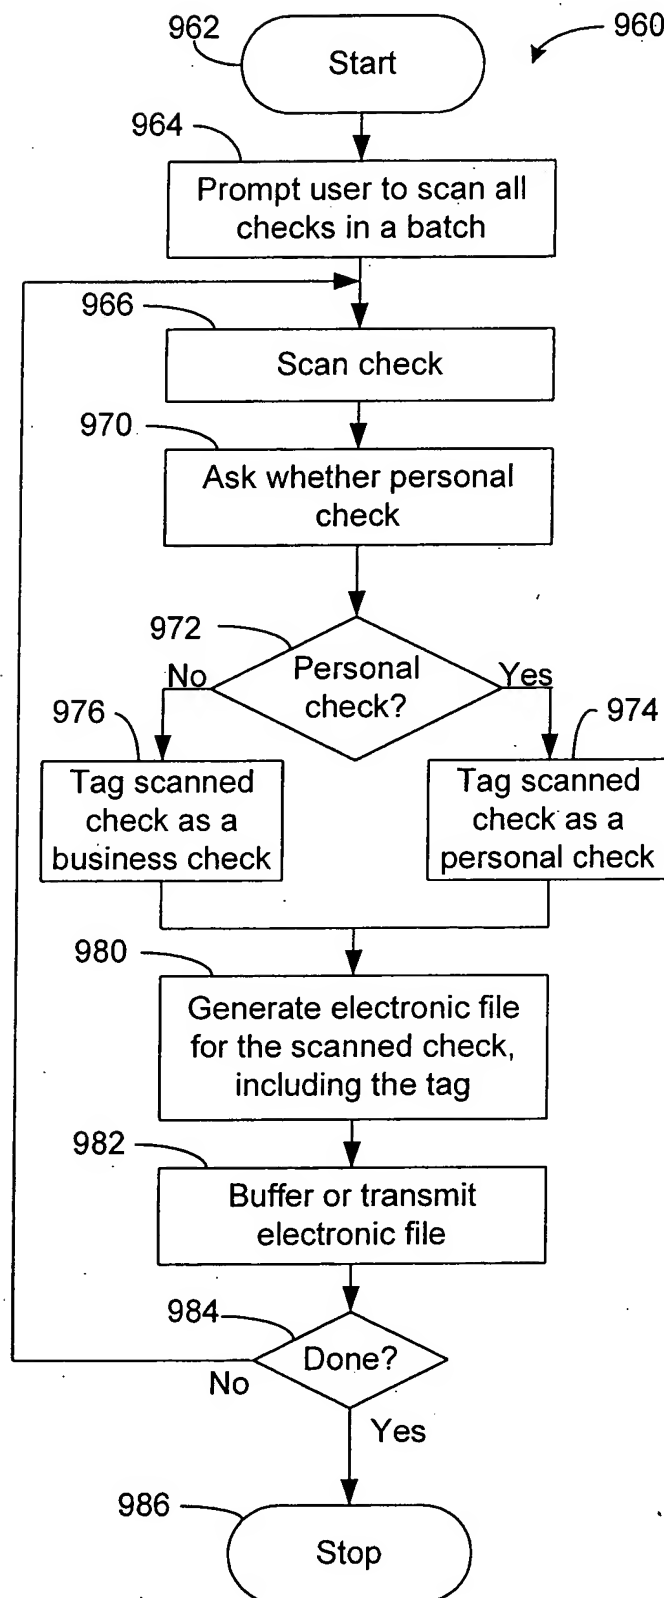 962
Start
960
964
Prompt user to scan all
checks in a batch
966
Scan check
970
Ask whether personal
check
972
Personal
check?
No
Yes
976
974
Tag scanned
check as a
business check
Tag scanned
check as a
personal check
980
Generate electronic file
for the scanned check,
including the tag
982
Buffer or transmit
electronic file
984
Done?
No
Yes
986
Stop